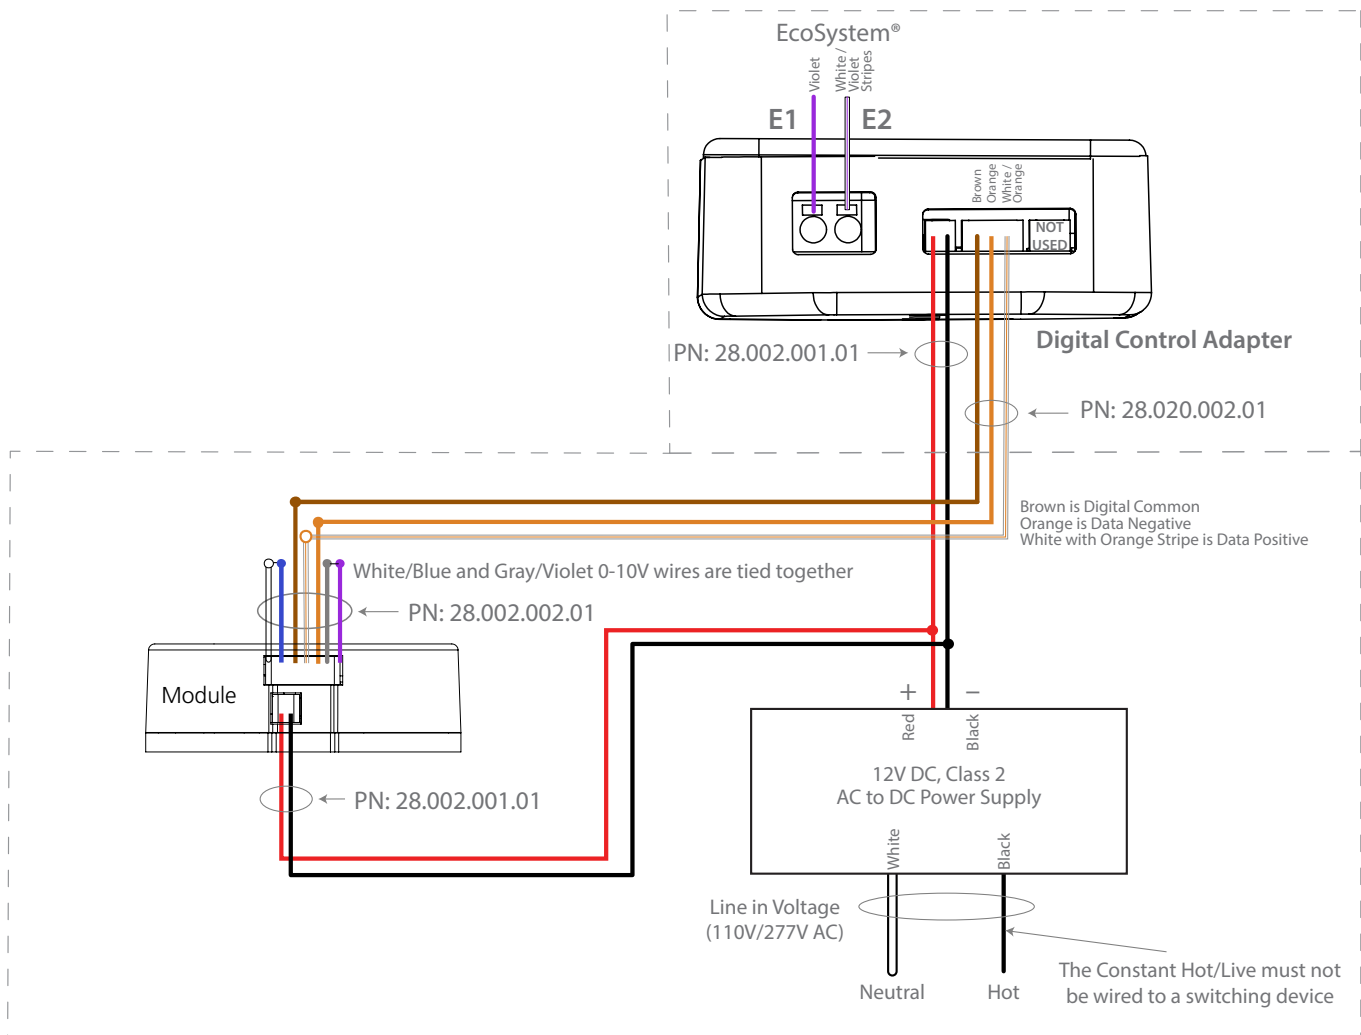 EcoSystem®
Violet
White /
Violet
Stripes
E1
E2
Brown
Orange
White /
Orange
NOT
USED
Digital Control Adapter
PN: 28.002.001.01
PN: 28.020.002.01
Brown is Digital Common
Orange is Data Negative
White with Orange Stripe is Data Positive
White/Blue and Gray/Violet 0-10V wires are tied together
PN: 28.002.002.01
Module
PN: 28.002.001.01
+
−
Red
Black
12V DC, Class 2
AC to DC Power Supply
White
Black
Line in Voltage
(110V/277V AC)
Neutral
Hot
The Constant Hot/Live must not
be wired to a switching device